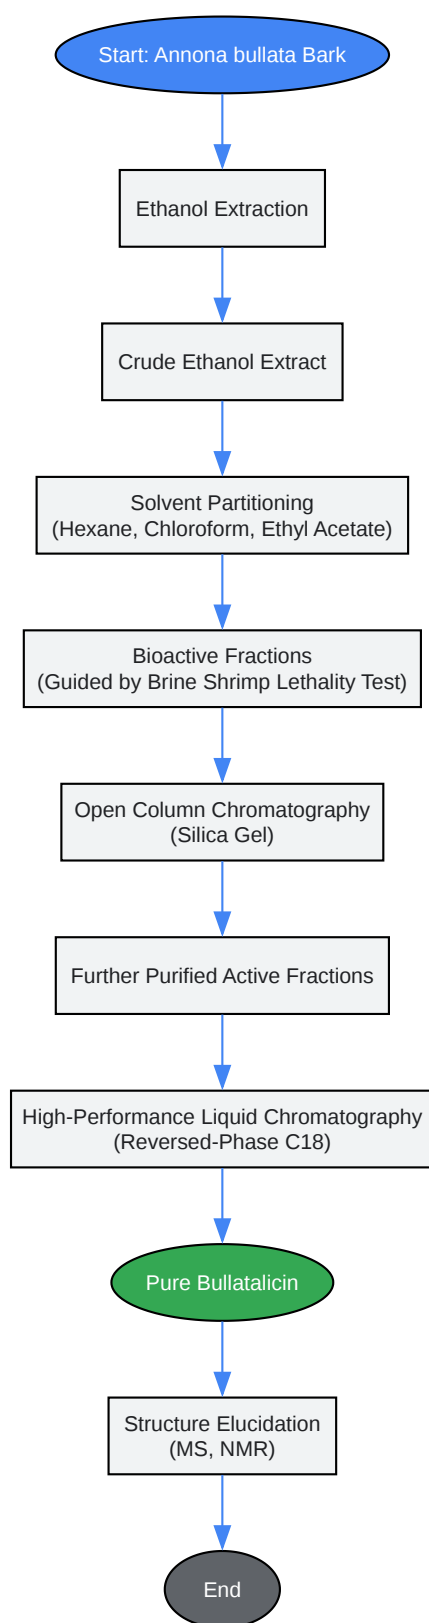 Start: Annona bullata Bark
Ethanol Extraction
Crude Ethanol Extract
Solvent Partitioning
(Hexane, Chloroform, Ethyl Acetate)
Bioactive Fractions
(Guided by Brine Shrimp Lethality Test)
Open Column Chromatography
(Silica Gel)
Further Purified Active Fractions
High-Performance Liquid Chromatography
(Reversed-Phase C18)
Pure Bullatalicin
Structure Elucidation
(MS, NMR)
End